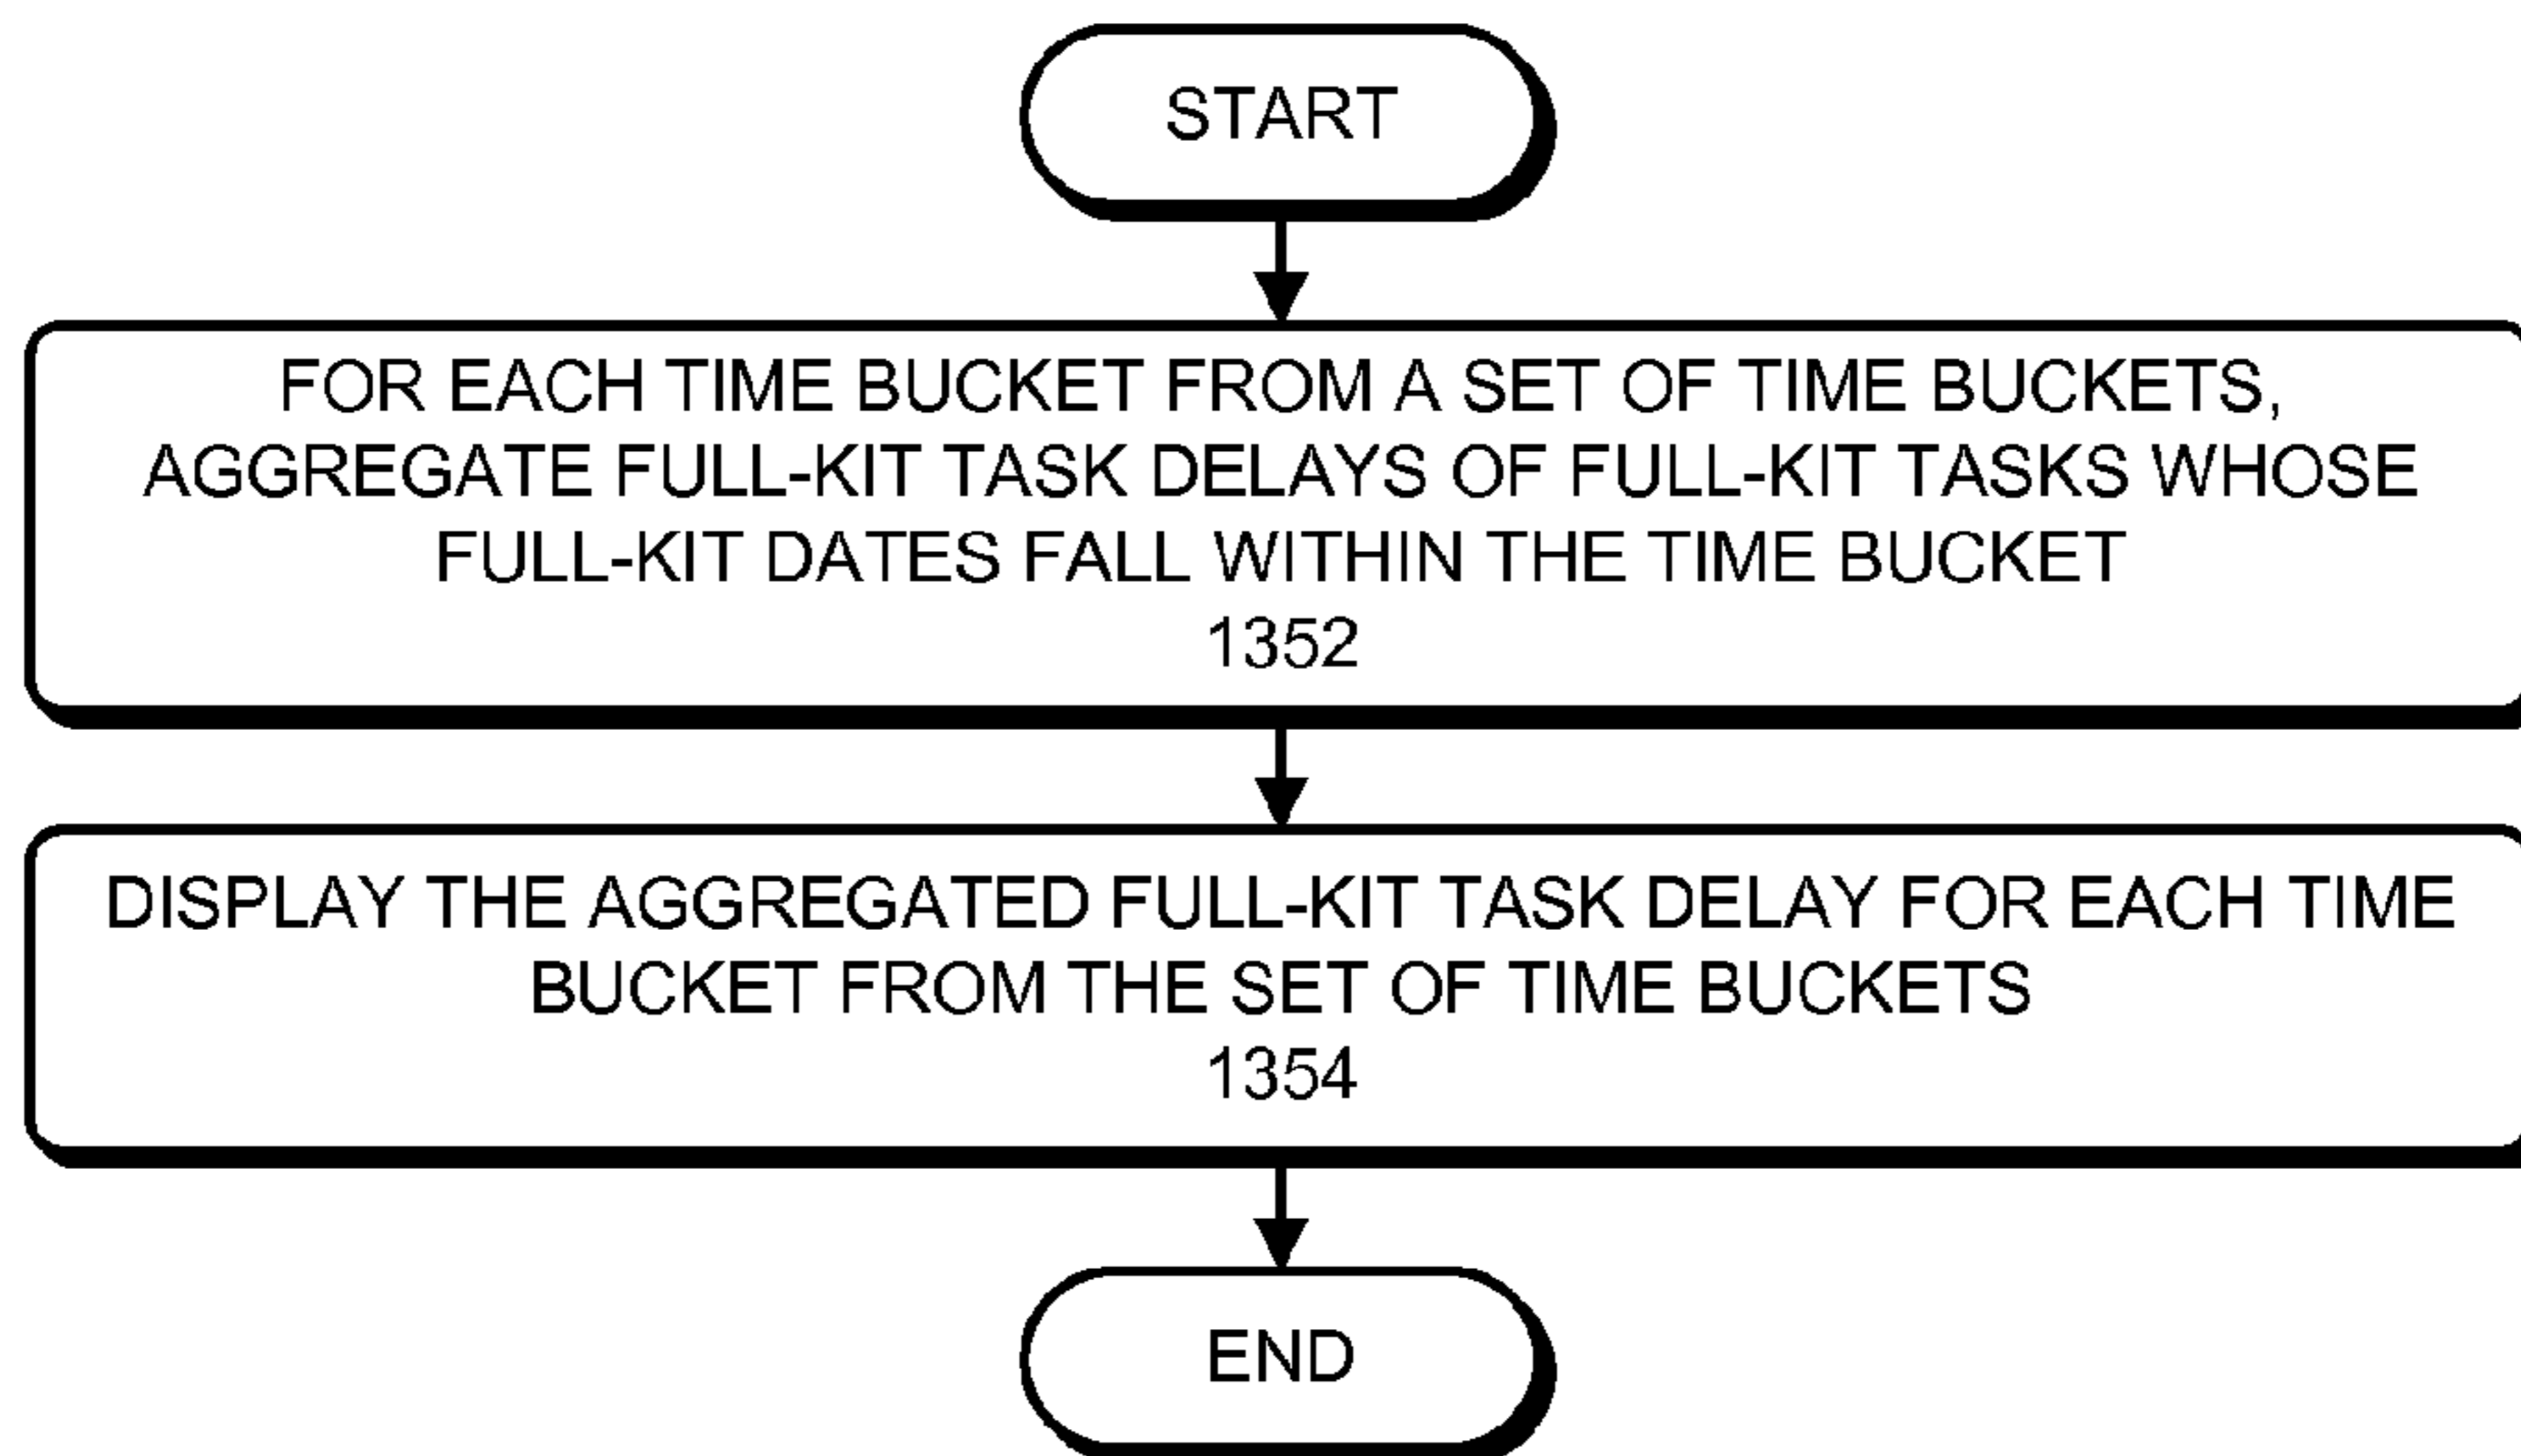 START
FOR EACH TIME BUCKET FROM A SET OF TIME BUCKETS,
AGGREGATE FULL-KIT TASK DELAYS OF FULL-KIT TASKS WHOSE
FULL-KIT DATES FALL WITHIN THE TIME BUCKET
1352
DISPLAY THE AGGREGATED FULL-KIT TASK DELAY FOR EACH TIME
BUCKET FROM THE SET OF TIME BUCKETS
1354
END